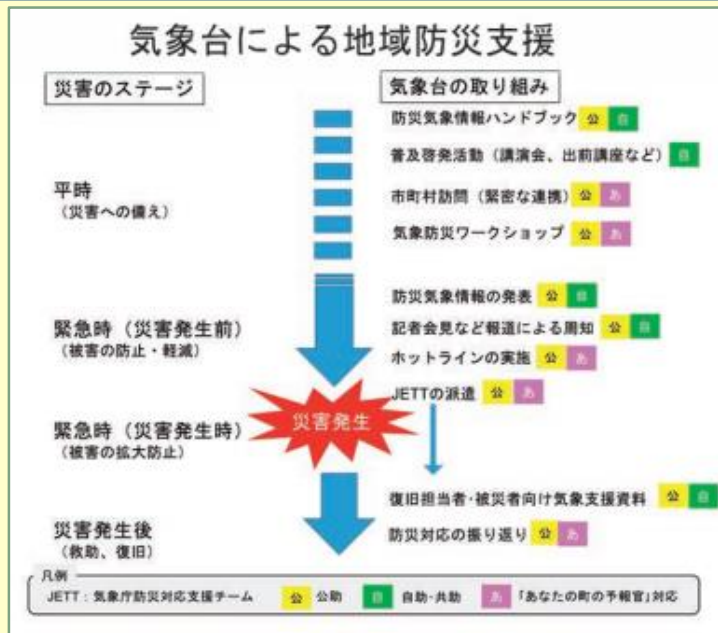 気象台による地域防災支援
災害のステージ
気象台の取り組み
防災気象情報ハンドブック 公 自
普及啓発活動（講演会、出前講座など） 自
平時
（災害への備え）
市町村訪問（緊密な連携） 公 あ
気象防災ワークショップ 公 あ
防災気象情報の発表 公 自
緊急時（災害発生前）
（被害の防止・軽減）
記者会見など報道による周知 公 自
ホットラインの実施 公 あ
JETTの派遣 公 あ
災害発生
緊急時（災害発生時）
（被害の拡大防止）
復旧担当者・被災者向け気象支援資料 公 自
災害発生後
（救助、復旧）
防災対応の振り返り 公 あ
凡例
JETT：気象庁防災対応支援チーム 公 公助 自 自助・共助 あ 「あなたの町の予報官」対応